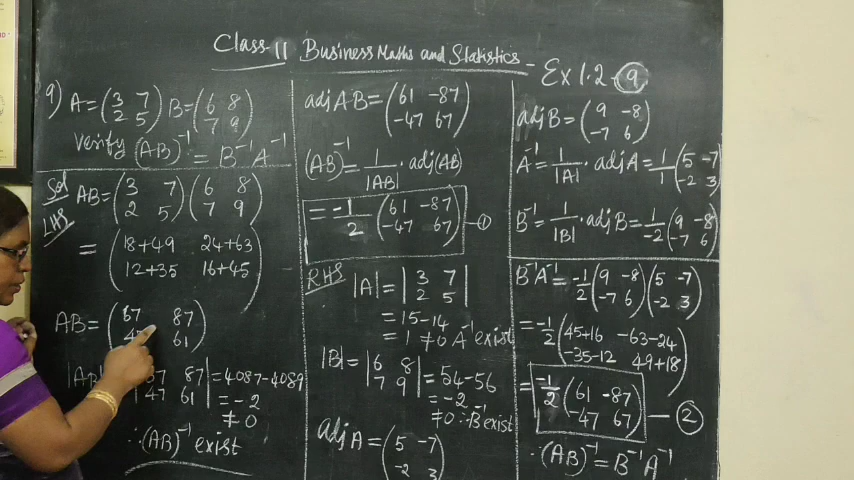 Class-11 Business Maths and Statistics - Ex 1.2-9
9) A=(3 7 2 5) B=(6 8 7 9)
verify (AB)⁻¹ = B⁻¹A⁻¹
Sol
LHS
AB=(3 7 2 5)(6 8 7 9)
=(18+49 24+63
12+35 16+45)
AB=(67 87
61)
87
47 61|=4087-4089
=-2
≠0
∴(AB)⁻¹ exist
adj AB=(61 -87
-47 67)
(AB)⁻¹=1/|AB|·adj(AB)
=-1/2(61 -87 -47 67)-①
RHS |A|=|3 7 2 5|
=15-14
=1≠0 A⁻¹ exist
|B|=|6 8 7 9|=54-56
=-2
≠0∴B⁻¹ exist
adj A=(5 -7
-2 3)
adj B=(9 -8
-7 6)
A⁻¹=1/|A|·adj A=1/1(5 -7 -2 3)
B⁻¹=1/|B|·adj B=1/-2(9 -8 -7 6)
B⁻¹A⁻¹=-1/2(9 -8 -7 6)(5 -7 -2 3)
=-1/2(45+16 -63-24
-35-12 49+18)
=-1/2(61 -87 -47 67)-②
∴(AB)⁻¹=B⁻¹A⁻¹